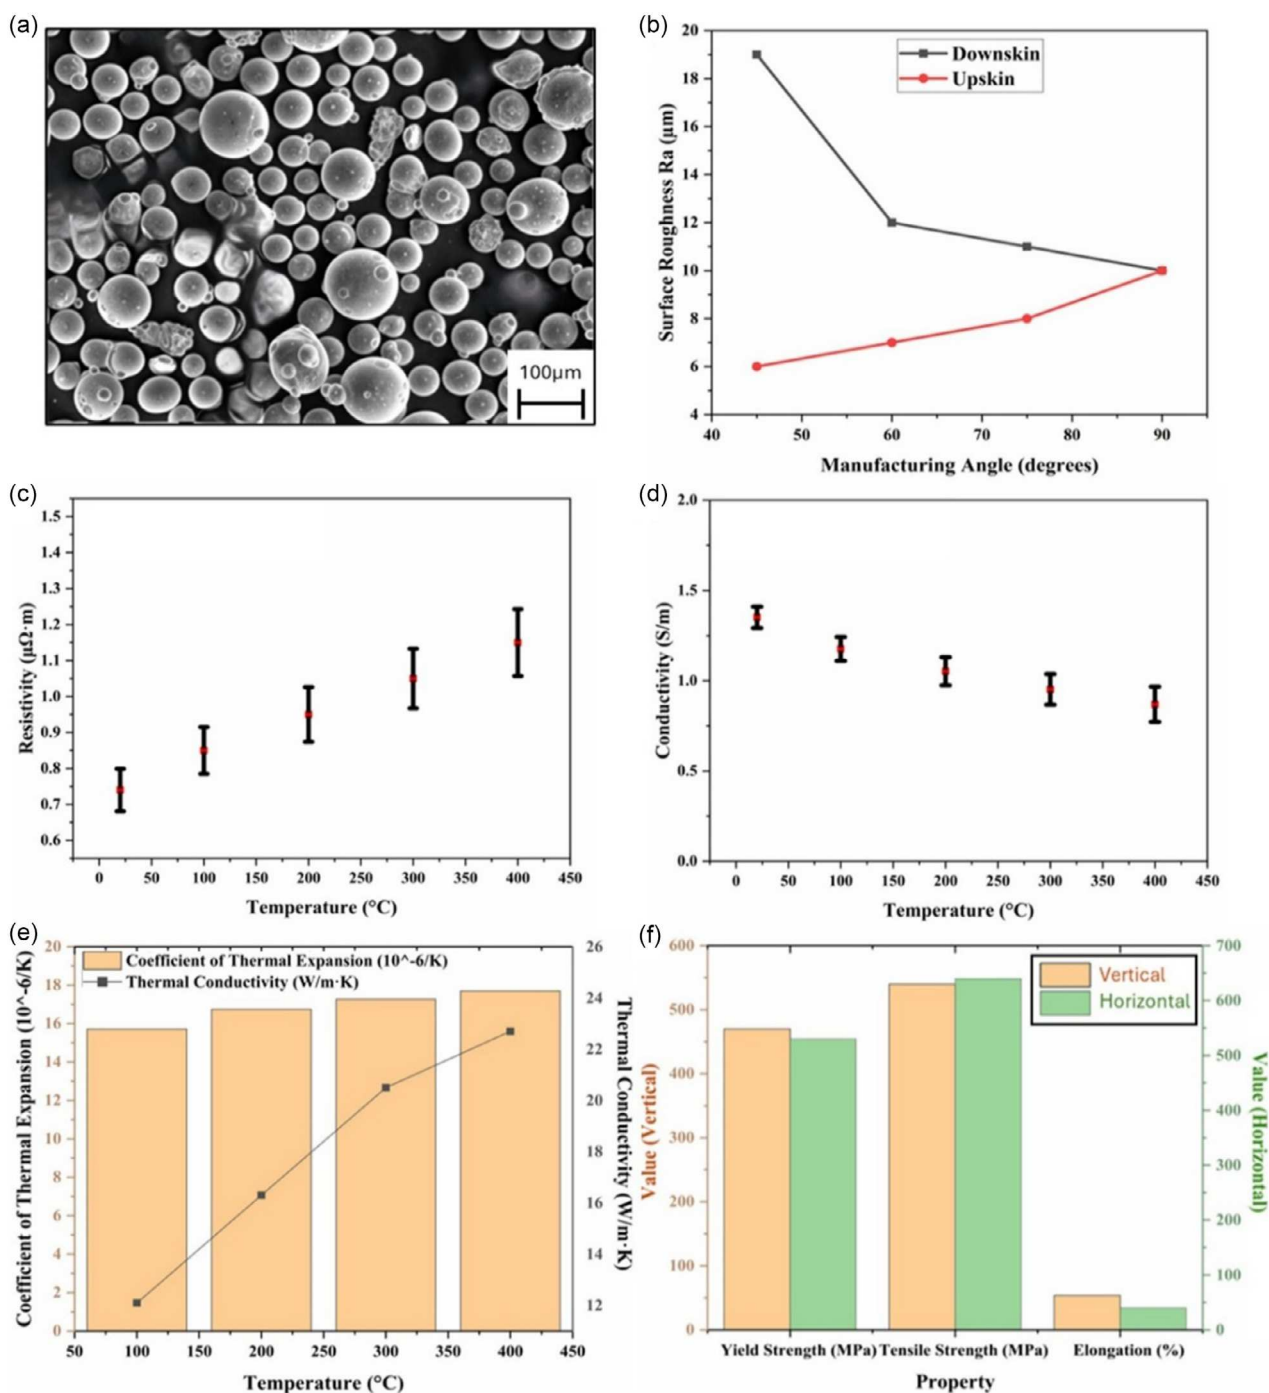 (a)
100µm
(b)
20
18
16
14
12
10
8
6
4
Surface Roughness Ra (µm)
Downskin
Upskin
40 50 60 70 80 90
Manufacturing Angle (degrees)
(c)
1.5
1.4
1.3
1.2
1.1
1.0
0.9
0.8
0.7
0.6
Resistivity (µΩ·m)
0 50 100 150 200 250 300 350 400 450
Temperature (°C)
(d)
2.0
1.5
1.0
0.5
0.0
Conductivity (S/m)
0 50 100 150 200 250 300 350 400 450
Temperature (°C)
(e)
20
18
16
14
12
10
8
6
4
2
0
Coefficient of Thermal Expansion (10^-6/K)
Coefficient of Thermal Expansion (10^-6/K)
Thermal Conductivity (W/m·K)
26
24
22
20
18
16
14
12
Thermal Conductivity (W/m·K)
50 100 150 200 250 300 350 400 450
Temperature (°C)
(f)
600
500
400
300
200
100
0
Value (Vertical)
Vertical
Horizontal
700
600
500
400
300
200
100
0
Value (Horizontal)
Yield Strength (MPa) Tensile Strength (MPa) Elongation (%)
Property